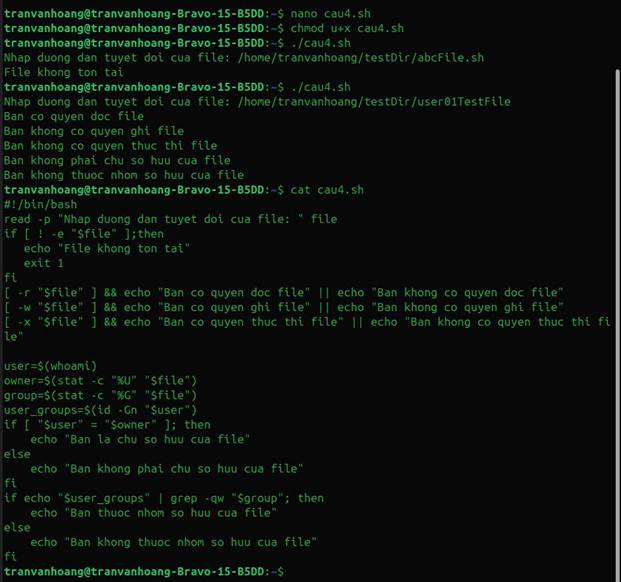 tranvanhoang@tranvanhoang-Bravo-15-B5DD:~$ nano cau4.sh
tranvanhoang@tranvanhoang-Bravo-15-B5DD:~$ chmod u+x cau4.sh
tranvanhoang@tranvanhoang-Bravo-15-B5DD:~$ ./cau4.sh
Nhap duong dan tuyet doi cua file: /home/tranvanhoang/testDir/abcFile.sh
File khong ton tai
tranvanhoang@tranvanhoang-Bravo-15-B5DD:~$ ./cau4.sh
Nhap duong dan tuyet doi cua file: /home/tranvanhoang/testDir/user01TestFile
Ban co quyen doc file
Ban khong co quyen ghi file
Ban khong co quyen thuc thi file
Ban khong phai chu so huu cua file
Ban khong thuoc nhom so huu cua file
tranvanhoang@tranvanhoang-Bravo-15-B5DD:~$ cat cau4.sh
#!/bin/bash
read -p "Nhap duong dan tuyet doi cua file: " file
if [ ! -e "$file" ];then
   echo "File khong ton tai"
   exit 1
fi
[ -r "$file" ] && echo "Ban co quyen doc file" || echo "Ban khong co quyen doc file"
[ -w "$file" ] && echo "Ban co quyen ghi file" || echo "Ban khong co quyen ghi file"
[ -x "$file" ] && echo "Ban co quyen thuc thi file" || echo "Ban khong co quyen thuc thi fi
le"

user=$(whoami)
owner=$(stat -c "%U" "$file")
group=$(stat -c "%G" "$file")
user_groups=$(id -Gn "$user")
if [ "$user" = "$owner" ]; then
    echo "Ban la chu so huu cua file"
else
    echo "Ban khong phai chu so huu cua file"
fi
if echo "$user_groups" | grep -qw "$group"; then
    echo "Ban thuoc nhom so huu cua file"
else
    echo "Ban khong thuoc nhom so huu cua file"
fi
tranvanhoang@tranvanhoang-Bravo-15-B5DD:~$